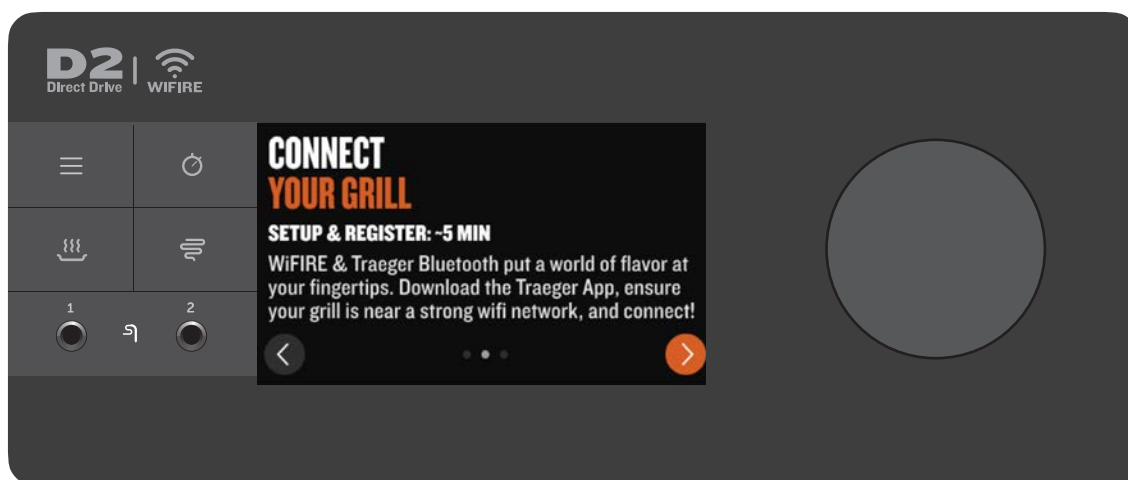 D2
Direct Drive
WIFIRE
CONNECT
YOUR GRILL
SETUP & REGISTER: ~5 MIN
WiFIRE & Traeger Bluetooth put a world of flavor at
your fingertips. Download the Traeger App, ensure
your grill is near a strong wifi network, and connect!
1
2